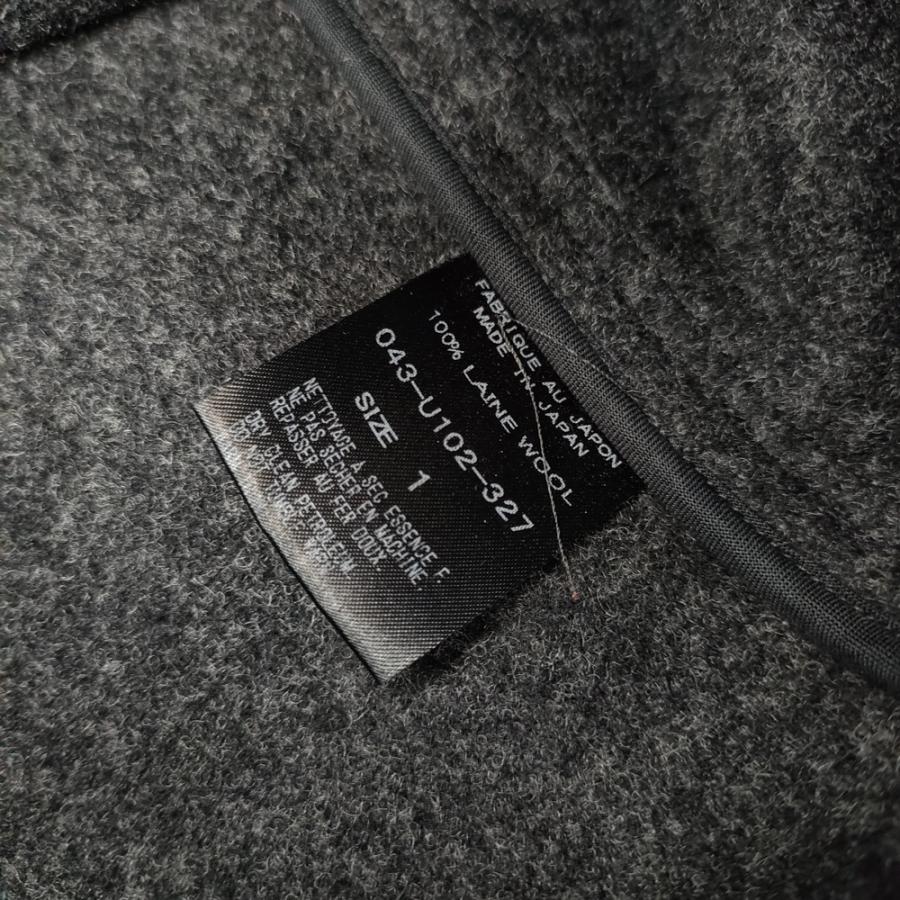 FABRIQUE AU JAPON
MADE IN JAPAN
100% LAINE WOOL
043-U102-327
SIZE 1
NETTYAGE A SEC ESSENCE F.
NE PAS SECHER EN MACHINE.
REPASSER AU FER DOUX.
DRY CLEAN PETROLEUM